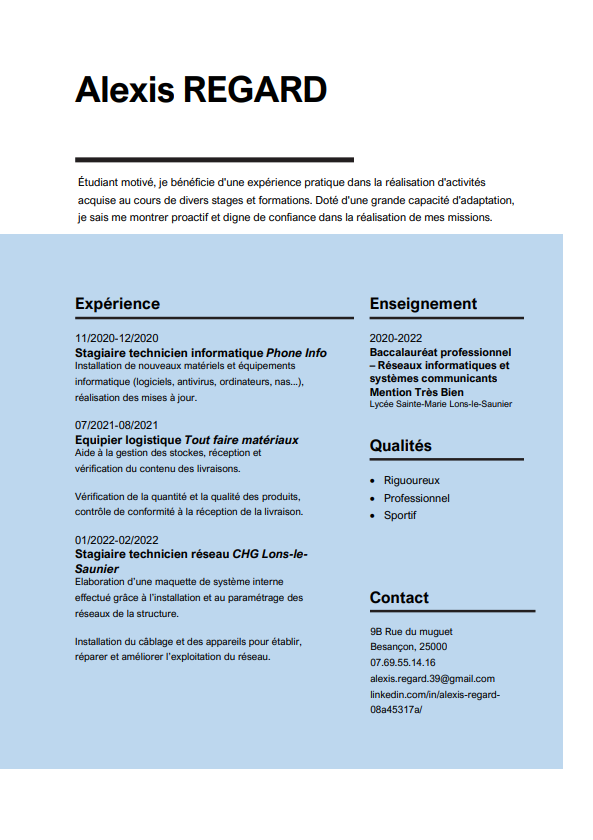 Alexis REGARD
Étudiant motivé, je bénéficie d'une expérience pratique dans la réalisation d'activités
acquise au cours de divers stages et formations. Doté d'une grande capacité d'adaptation,
je sais me montrer proactif et digne de confiance dans la réalisation de mes missions.
Expérience
11/2020-12/2020
Stagiaire technicien informatique Phone Info
Installation de nouveaux matériels et équipements
informatique (logiciels, antivirus, ordinateurs, nas...),
réalisation des mises à jour.
07/2021-08/2021
Equipier logistique Tout faire matériaux
Aide à la gestion des stockes, réception et
vérification du contenu des livraisons.
Vérification de la quantité et la qualité des produits,
contrôle de conformité à la réception de la livraison.
01/2022-02/2022
Stagiaire technicien réseau CHG Lons-le-
Saunier
Elaboration d'une maquette de système interne
effectué grâce à l'installation et au paramétrage des
réseaux de la structure.
Installation du câblage et des appareils pour établir,
réparer et améliorer l'exploitation du réseau.
Enseignement
2020-2022
Baccalauréat professionnel
– Réseaux informatiques et
systèmes communicants
Mention Très Bien
Lycée Sainte-Marie Lons-le-Saunier
Qualités
• Riguoureux
• Professionnel
• Sportif
Contact
9B Rue du muguet
Besançon, 25000
07.69.55.14.16
alexis.regard.39@gmail.com
linkedin.com/in/alexis-regard-
08a45317a/